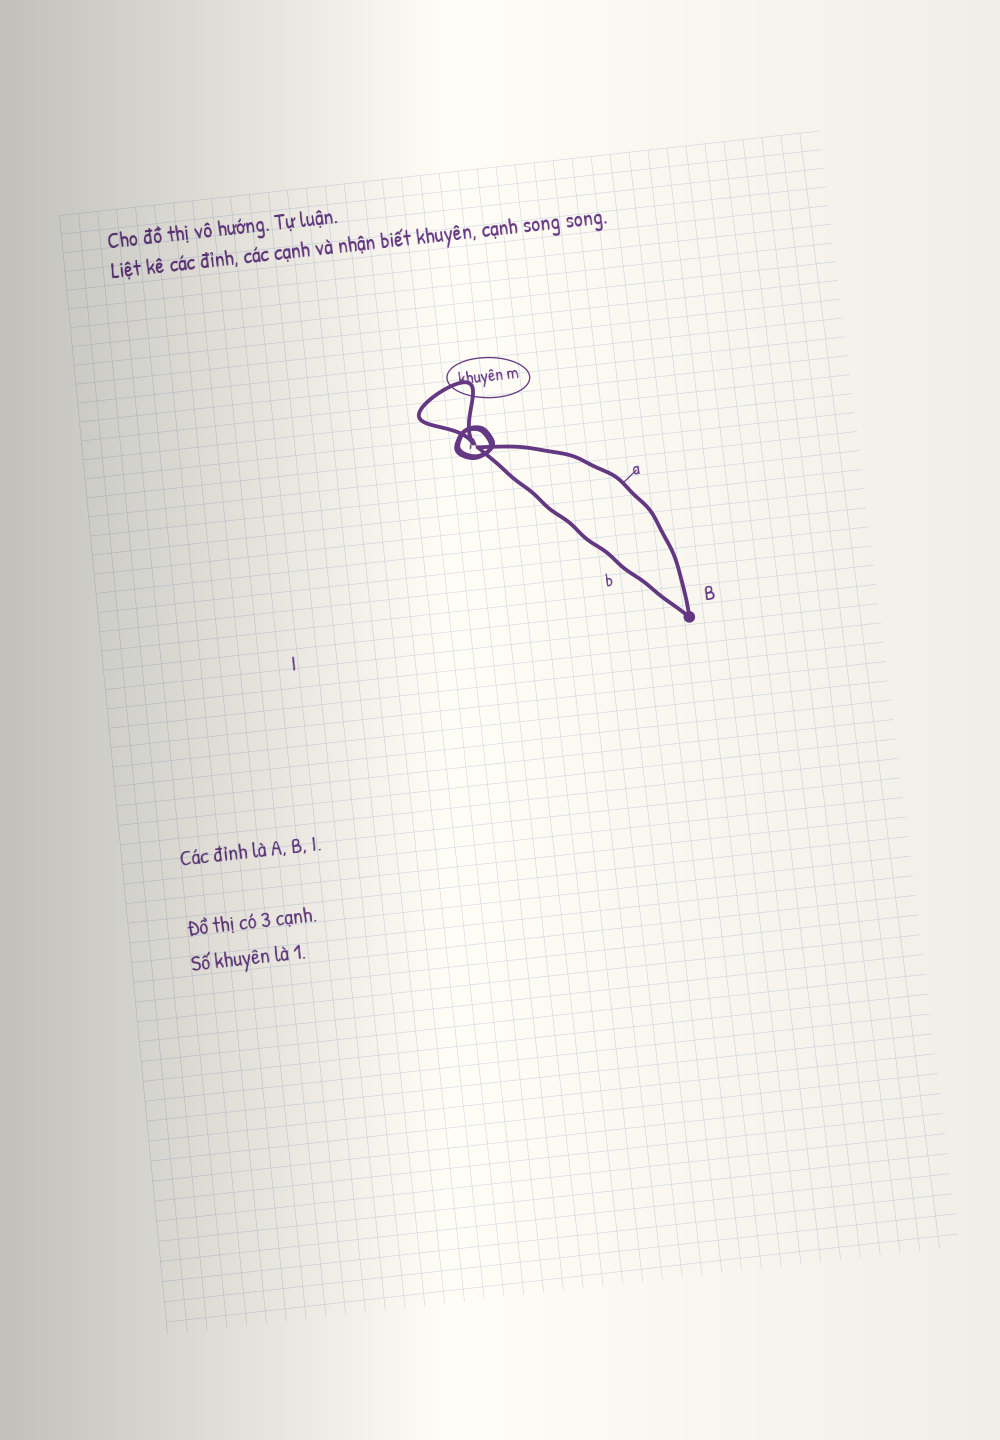 Cho đồ thị vô hướng. Tự luận.
Liệt kê các đỉnh, các cạnh và nhận biết khuyên, cạnh song song.
khuyên m
a
b
B
I
Các đỉnh là A, B, I.
Đồ thị có 3 cạnh.
Số khuyên là 1.